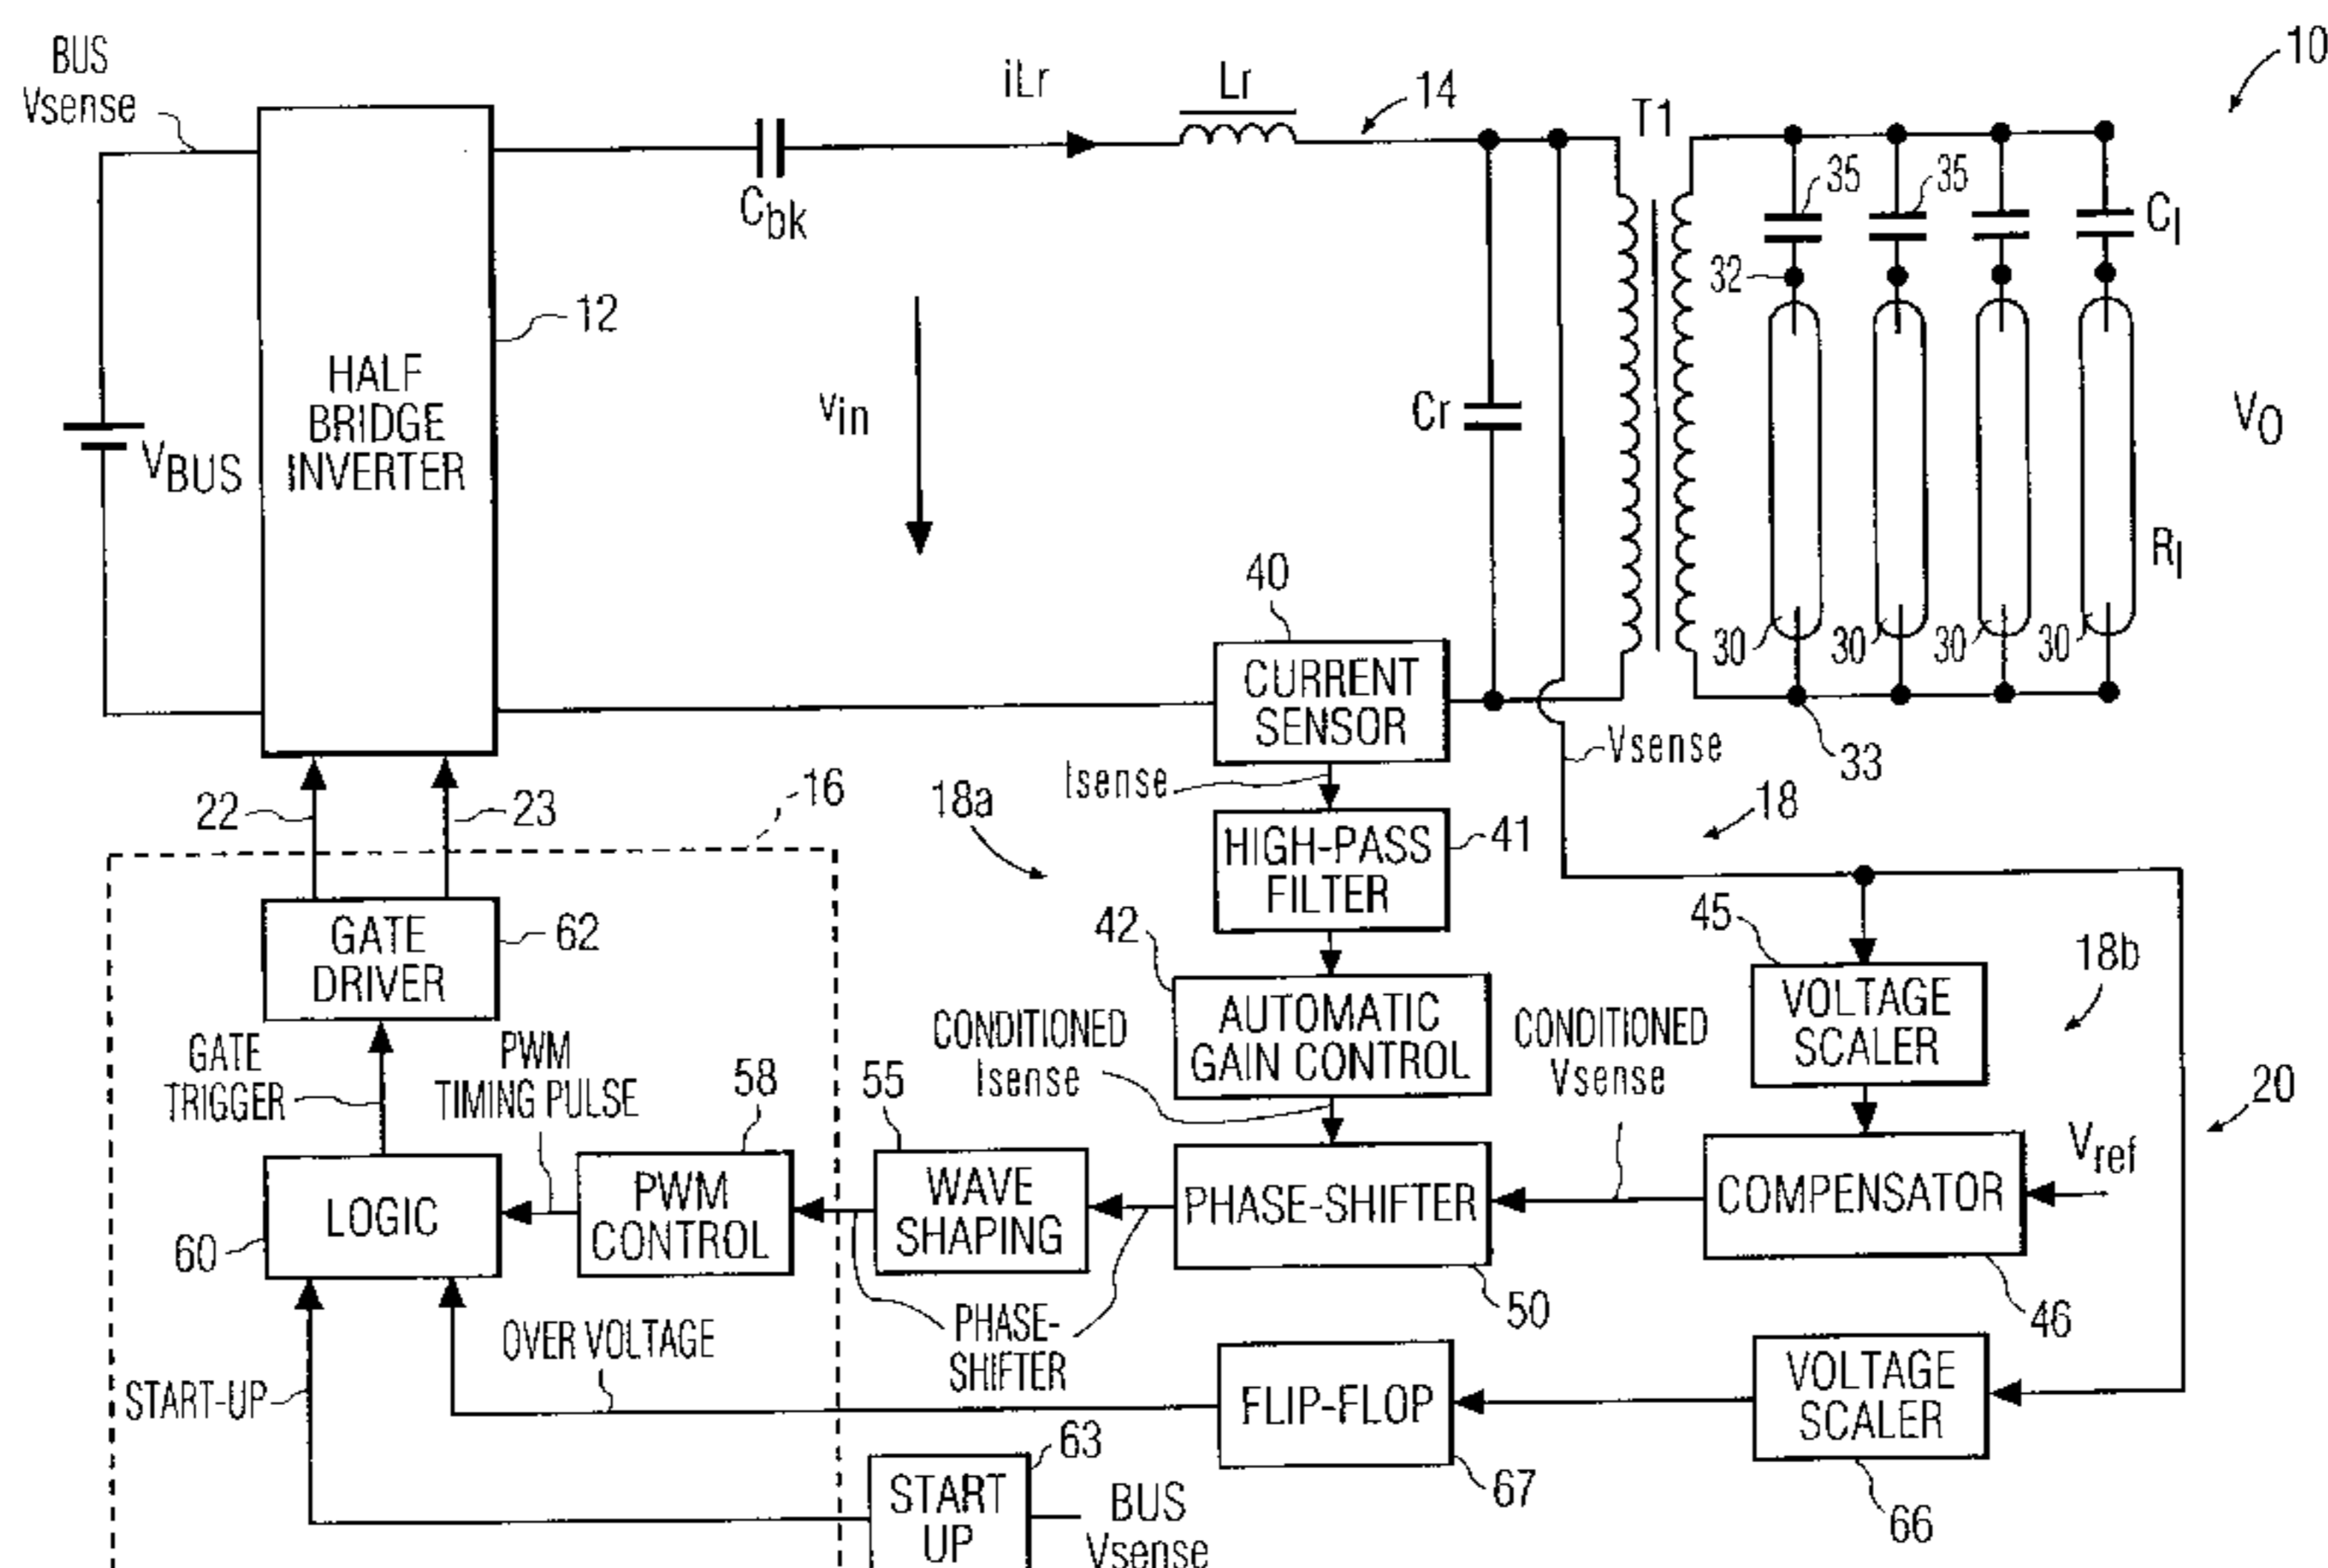 BUS
Vsense
iLr
Lr
14
T1
10
Cbk
35
35
Cl
32
12
HALF
BRIDGE
INVERTER
VBUS
vin
Cr
VO
Rl
40
CURRENT
SENSOR
30
30
30
30
33
Vsense
Isense
22
23
16
18a
18
HIGH-PASS
FILTER
41
GATE
DRIVER
62
42
45
18b
AUTOMATIC
GAIN CONTROL
VOLTAGE
SCALER
CONDITIONED
Isense
CONDITIONED
Vsense
GATE
TRIGGER
PWM
TIMING PULSE
58
55
20
Vref
LOGIC
60
PWM
CONTROL
WAVE
SHAPING
PHASE-SHIFTER
COMPENSATOR
50
46
PHASE-
SHIFTER
OVER VOLTAGE
START-UP
FLIP-FLOP
67
VOLTAGE
SCALER
66
63
START
UP
BUS
Vsense